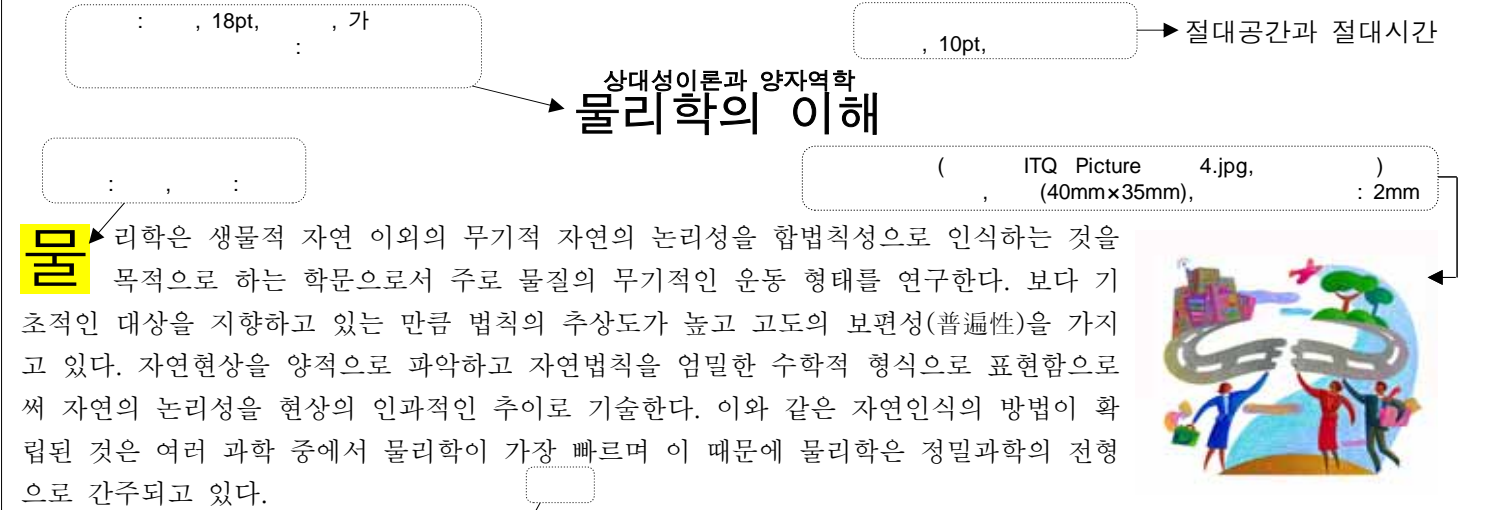 : , 18pt, , 가
:
, 10pt,
절대공간과 절대시간
상대성이론과 양자역학
물리학의 이해
: , :
( ITQ Picture 4.jpg, )
, (40mm×35mm), : 2mm
물리학은 생물적 자연 이외의 무기적 자연의 논리성을 합법칙성으로 인식하는 것을
목적으로 하는 학문으로서 주로 물질의 무기적인 운동 형태를 연구한다. 보다 기
초적인 대상을 지향하고 있는 만큼 법칙의 추상도가 높고 고도의 보편성(普遍性)을 가지
고 있다. 자연현상을 양적으로 파악하고 자연법칙을 엄밀한 수학적 형식으로 표현함으로
써 자연의 논리성을 현상의 인과적인 추이로 기술한다. 이와 같은 자연인식의 방법이 확
립된 것은 여러 과학 중에서 물리학이 가장 빠르며 이 때문에 물리학은 정밀과학의 전형
으로 간주되고 있다.